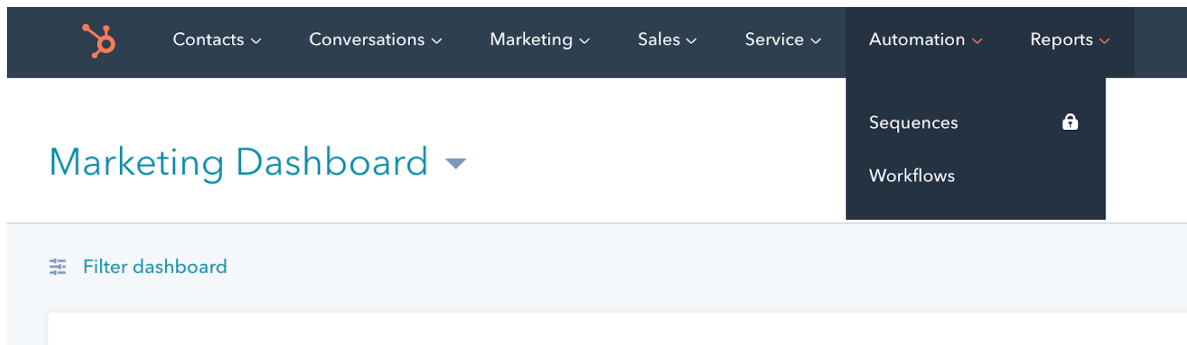 Contacts Conversations Marketing Sales Service Automation Reports
Sequences
Workflows
Marketing Dashboard
Filter dashboard